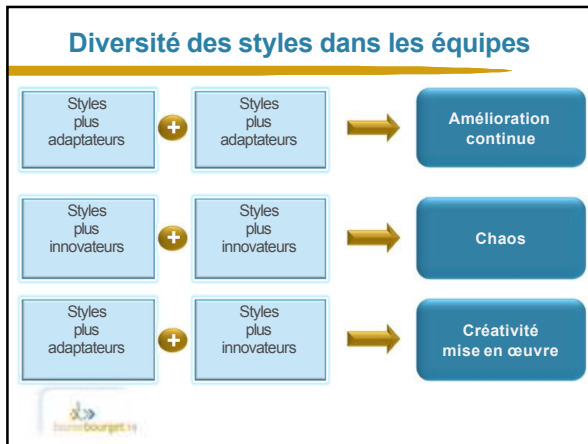 Diversité des styles dans les équipes
Styles
plus
adaptateurs
+
Styles
plus
adaptateurs
Amélioration
continue
Styles
plus
innovateurs
+
Styles
plus
innovateurs
Chaos
Styles
plus
adaptateurs
+
Styles
plus
innovateurs
Créativité
mise en œuvre